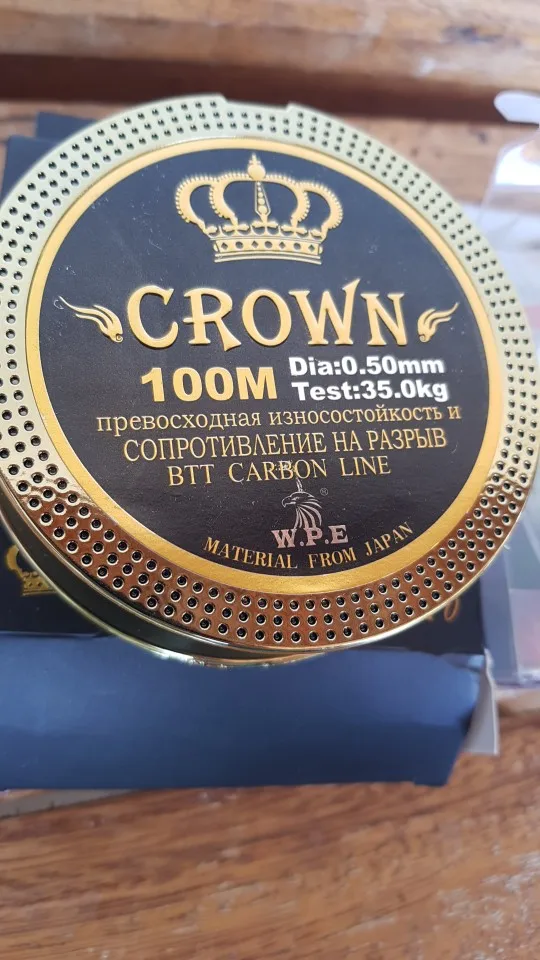 CROWN
100M
Dia:0.50mm
Test:35.0kg
превосходная износостойкость и
СОПРОТИВЛЕНИЕ НА РАЗРЫВ
BTT CARBON LINE
®
W.P.E
MATERIAL FROM JAPAN